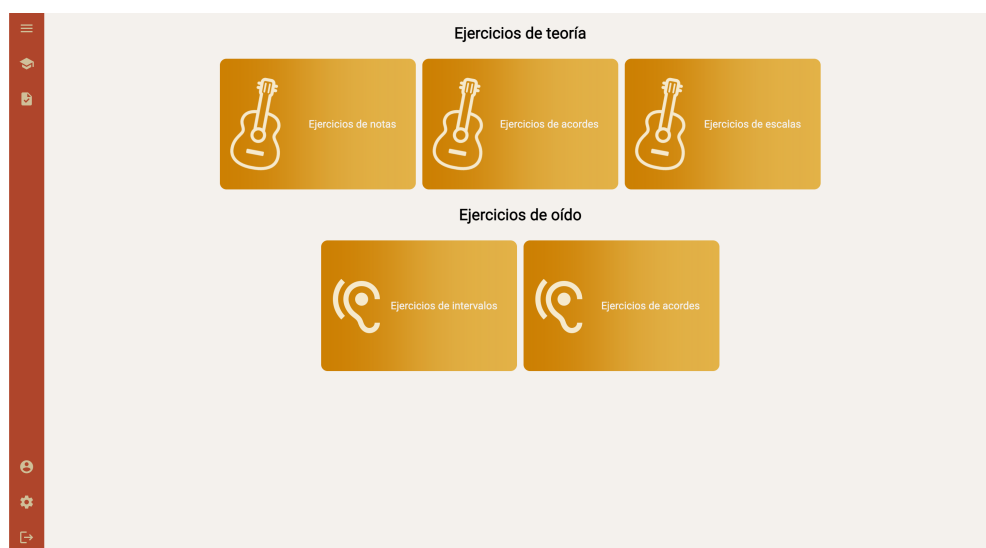 Ejercicios de teoría
Ejercicios de notas
Ejercicios de acordes
Ejercicios de escalas
Ejercicios de oído
Ejercicios de intervalos
Ejercicios de acordes